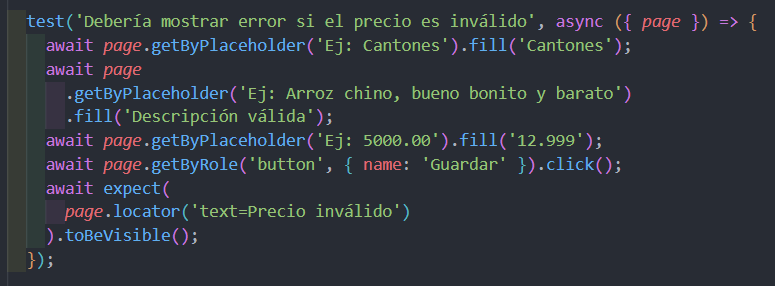 test('Debería mostrar error si el precio es inválido', async ({ page }) => {
await page.getByPlaceholder('Ej: Cantones').fill('Cantones');
await page
.getByPlaceholder('Ej: Arroz chino, bueno bonito y barato')
.fill('Descripción válida');
await page.getByPlaceholder('Ej: 5000.00').fill('12.999');
await page.getByRole('button', { name: 'Guardar' }).click();
await expect(
page.locator('text=Precio inválido')
).toBeVisible();
});